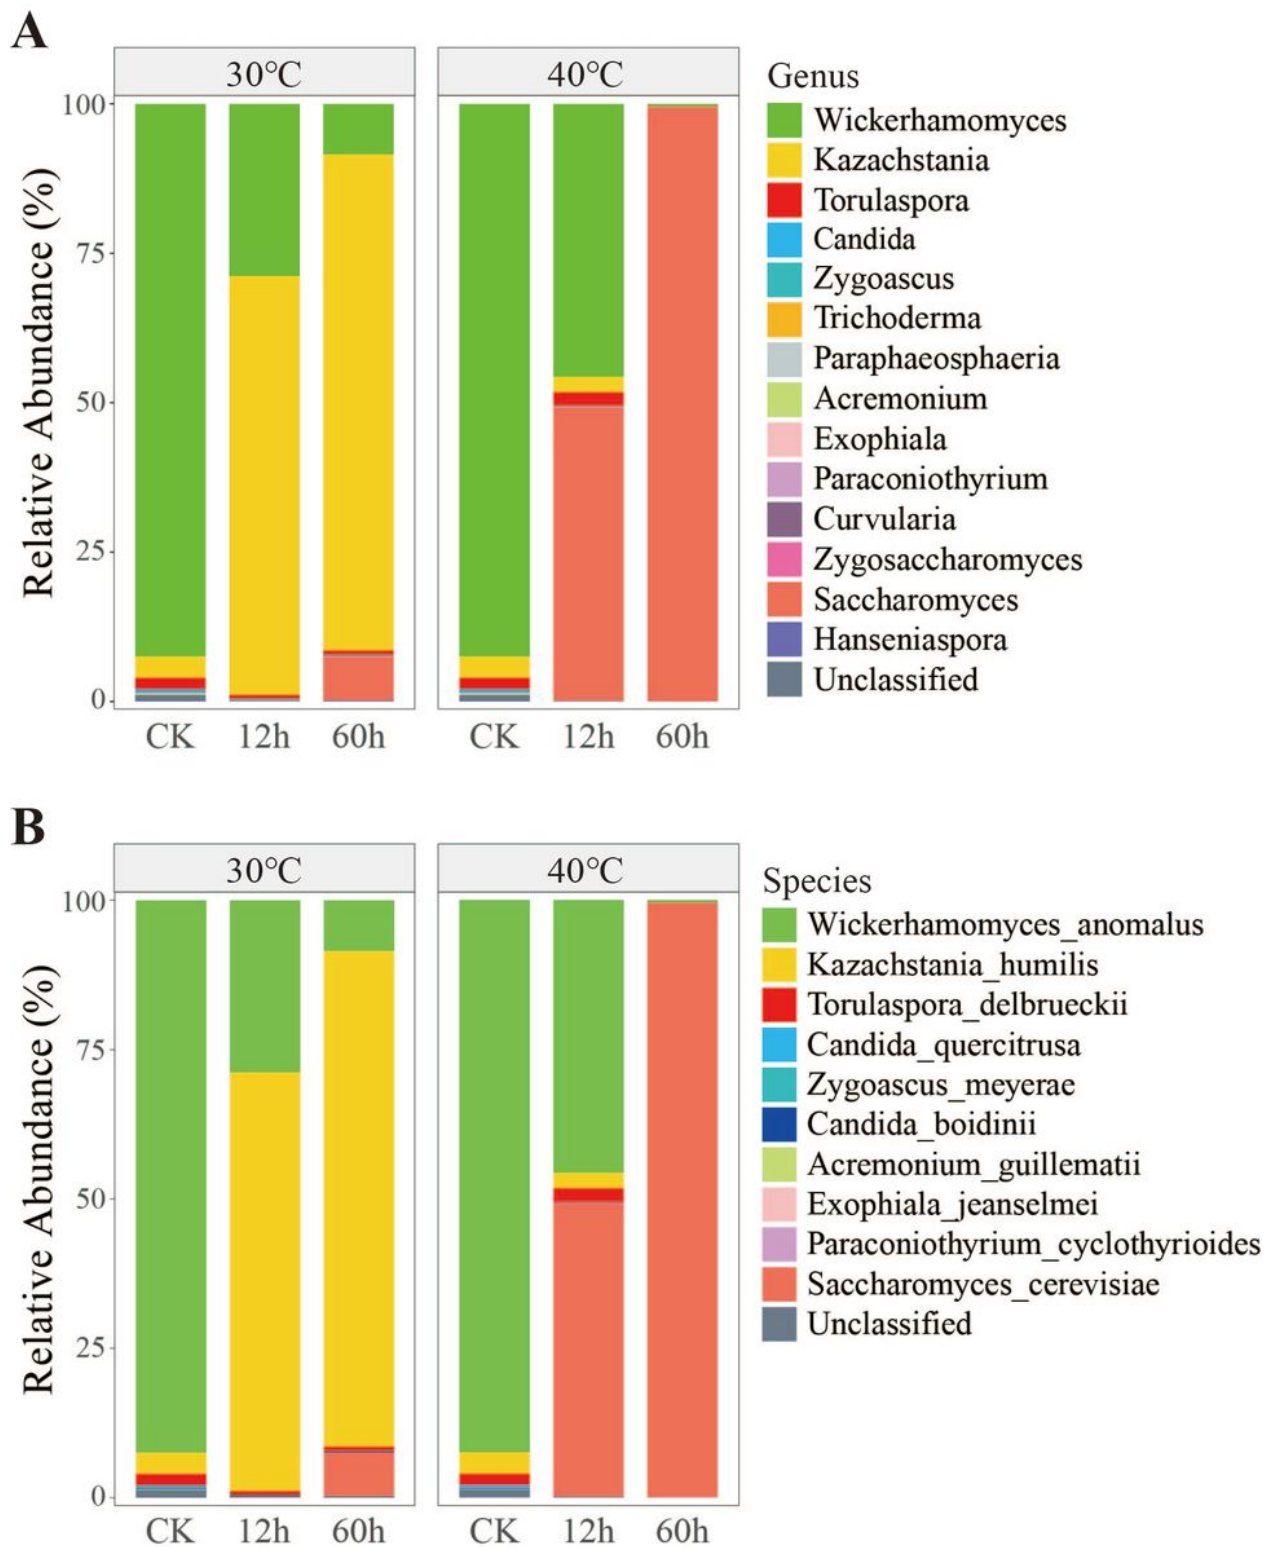 A
30°C
40°C
Genus
Relative Abundance (%)
100
75
50
25
0
CK 12h 60h
CK 12h 60h
Wickerhamomyces
Kazachstania
Torulaspora
Candida
Zygoascus
Trichoderma
Paraphaeosphaeria
Acremonium
Exophiala
Paraconiothyrium
Curvularia
Zygosaccharomyces
Saccharomyces
Hanseniaspora
Unclassified
B
30°C
40°C
Species
Relative Abundance (%)
100
75
50
25
0
CK 12h 60h
CK 12h 60h
Wickerhamomyces_anomalus
Kazachstania_humilis
Torulaspora_delbrueckii
Candida_quercitrusa
Zygoascus_meyerae
Candida_boidinii
Acremonium_guillematii
Exophiala_jeanselmei
Paraconiothyrium_cyclothyrioides
Saccharomyces_cerevisiae
Unclassified